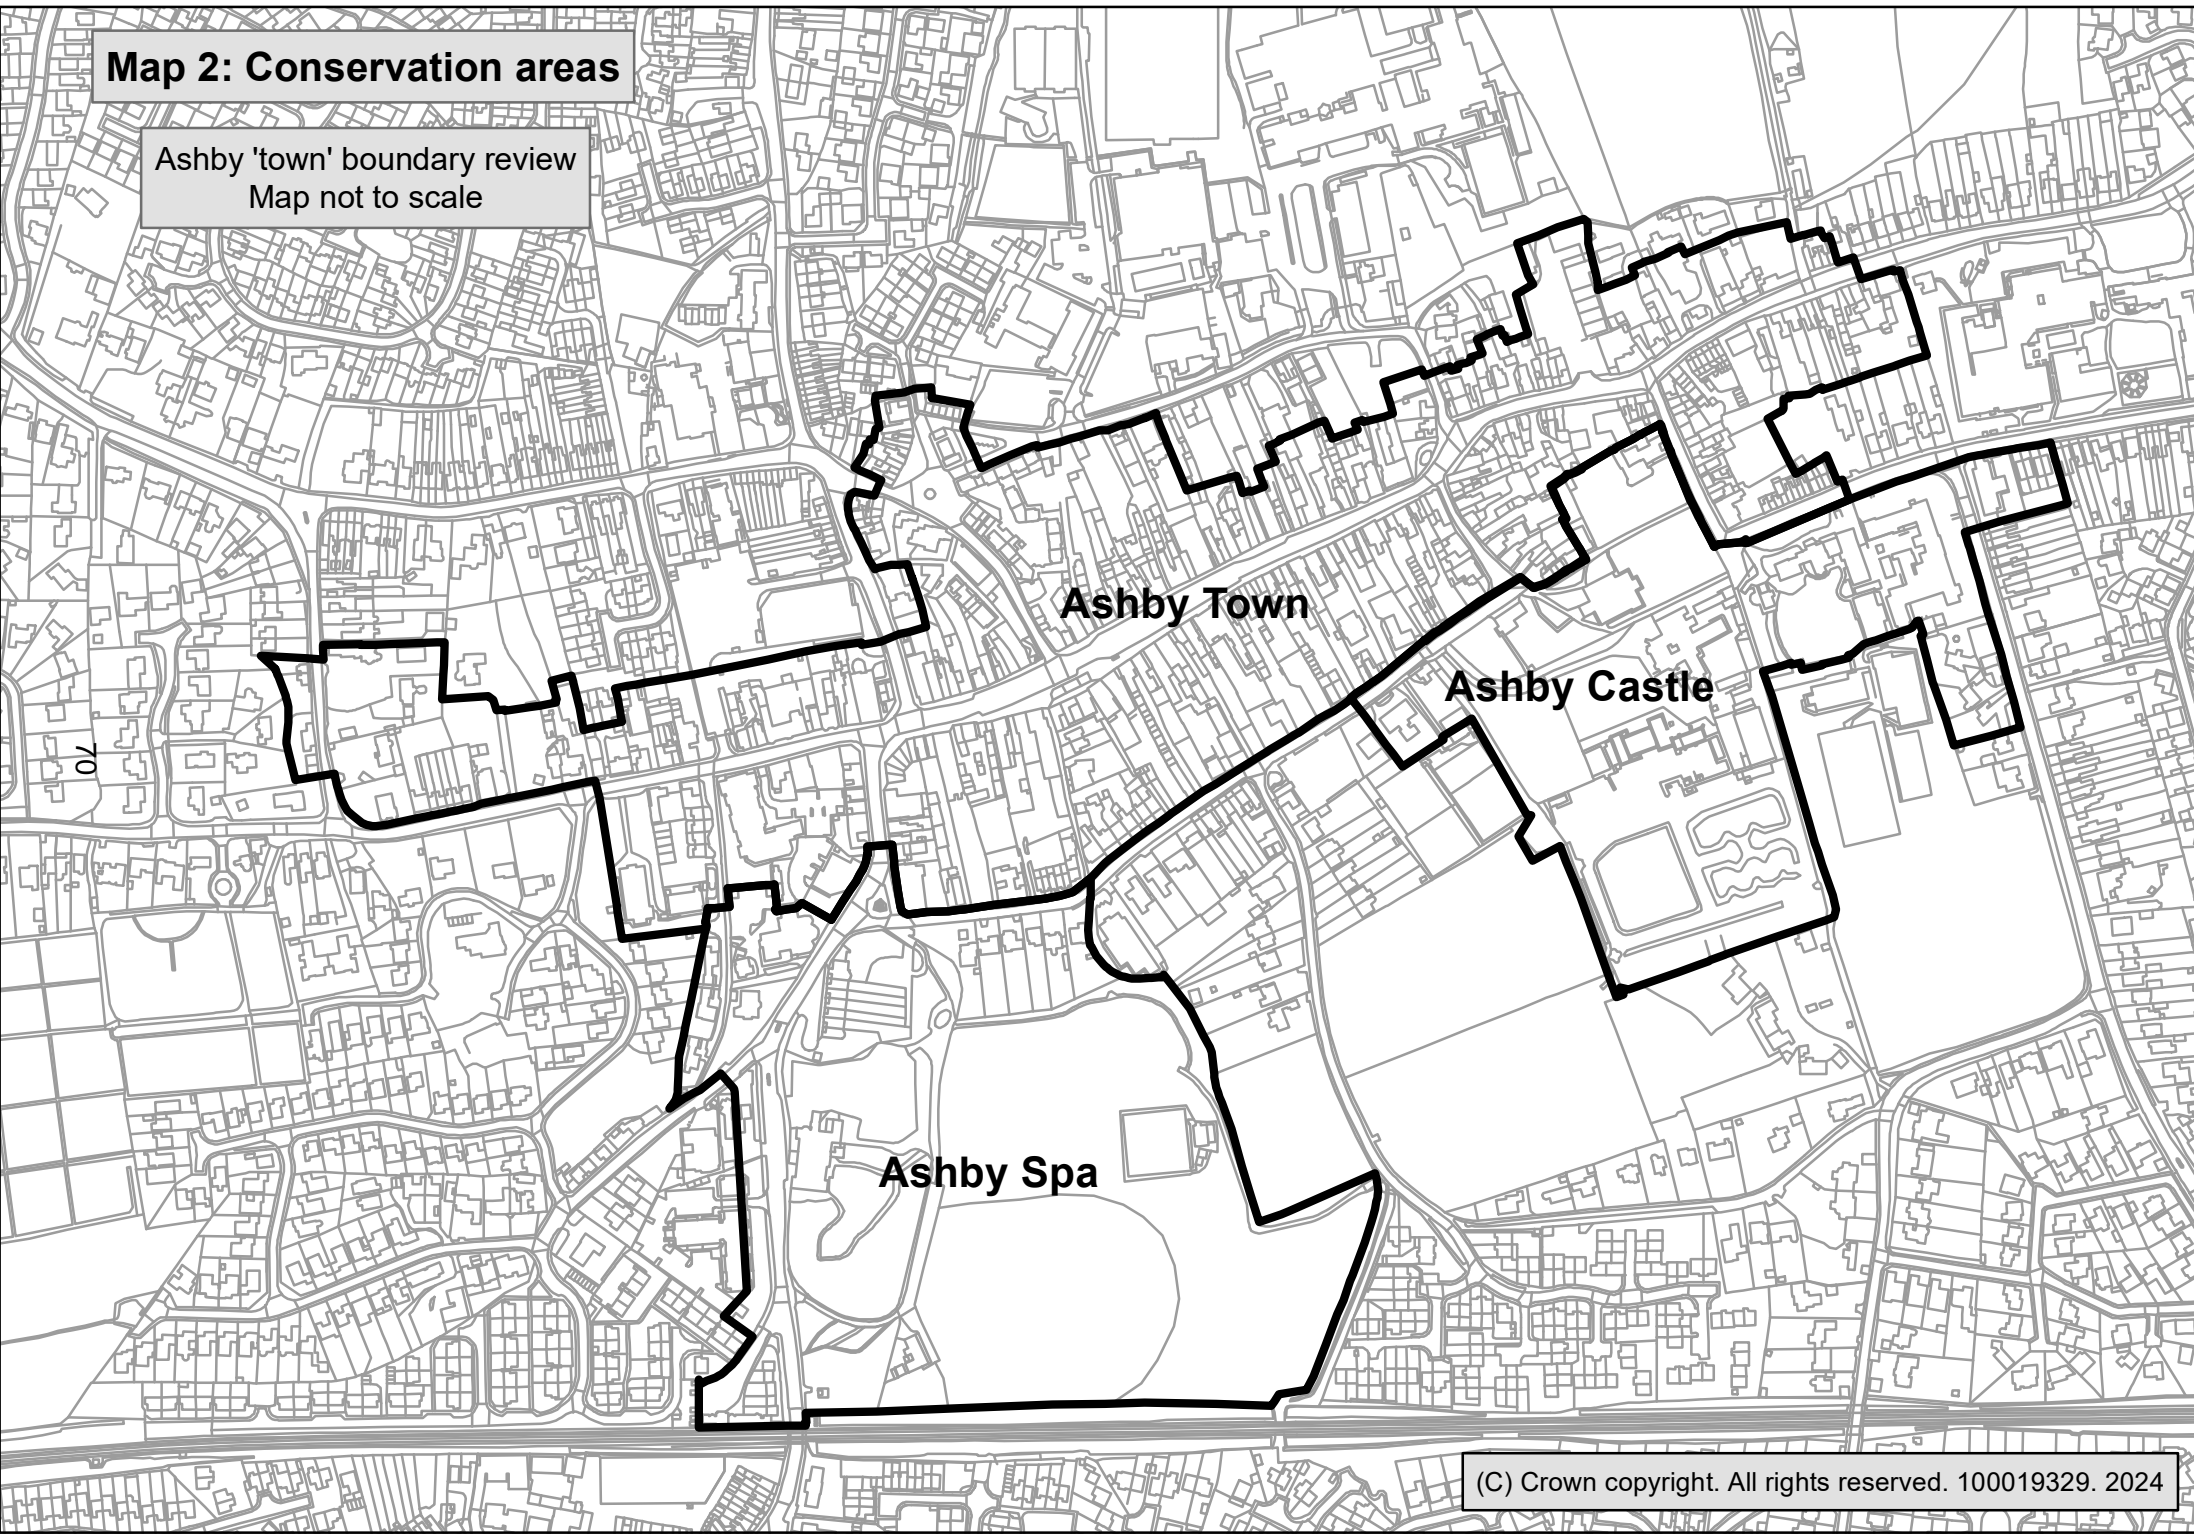 Map 2: Conservation areas
Ashby 'town' boundary review
Map not to scale
Ashby Town
Ashby Castle
70
Ashby Spa
(C) Crown copyright. All rights reserved. 100019329. 2024